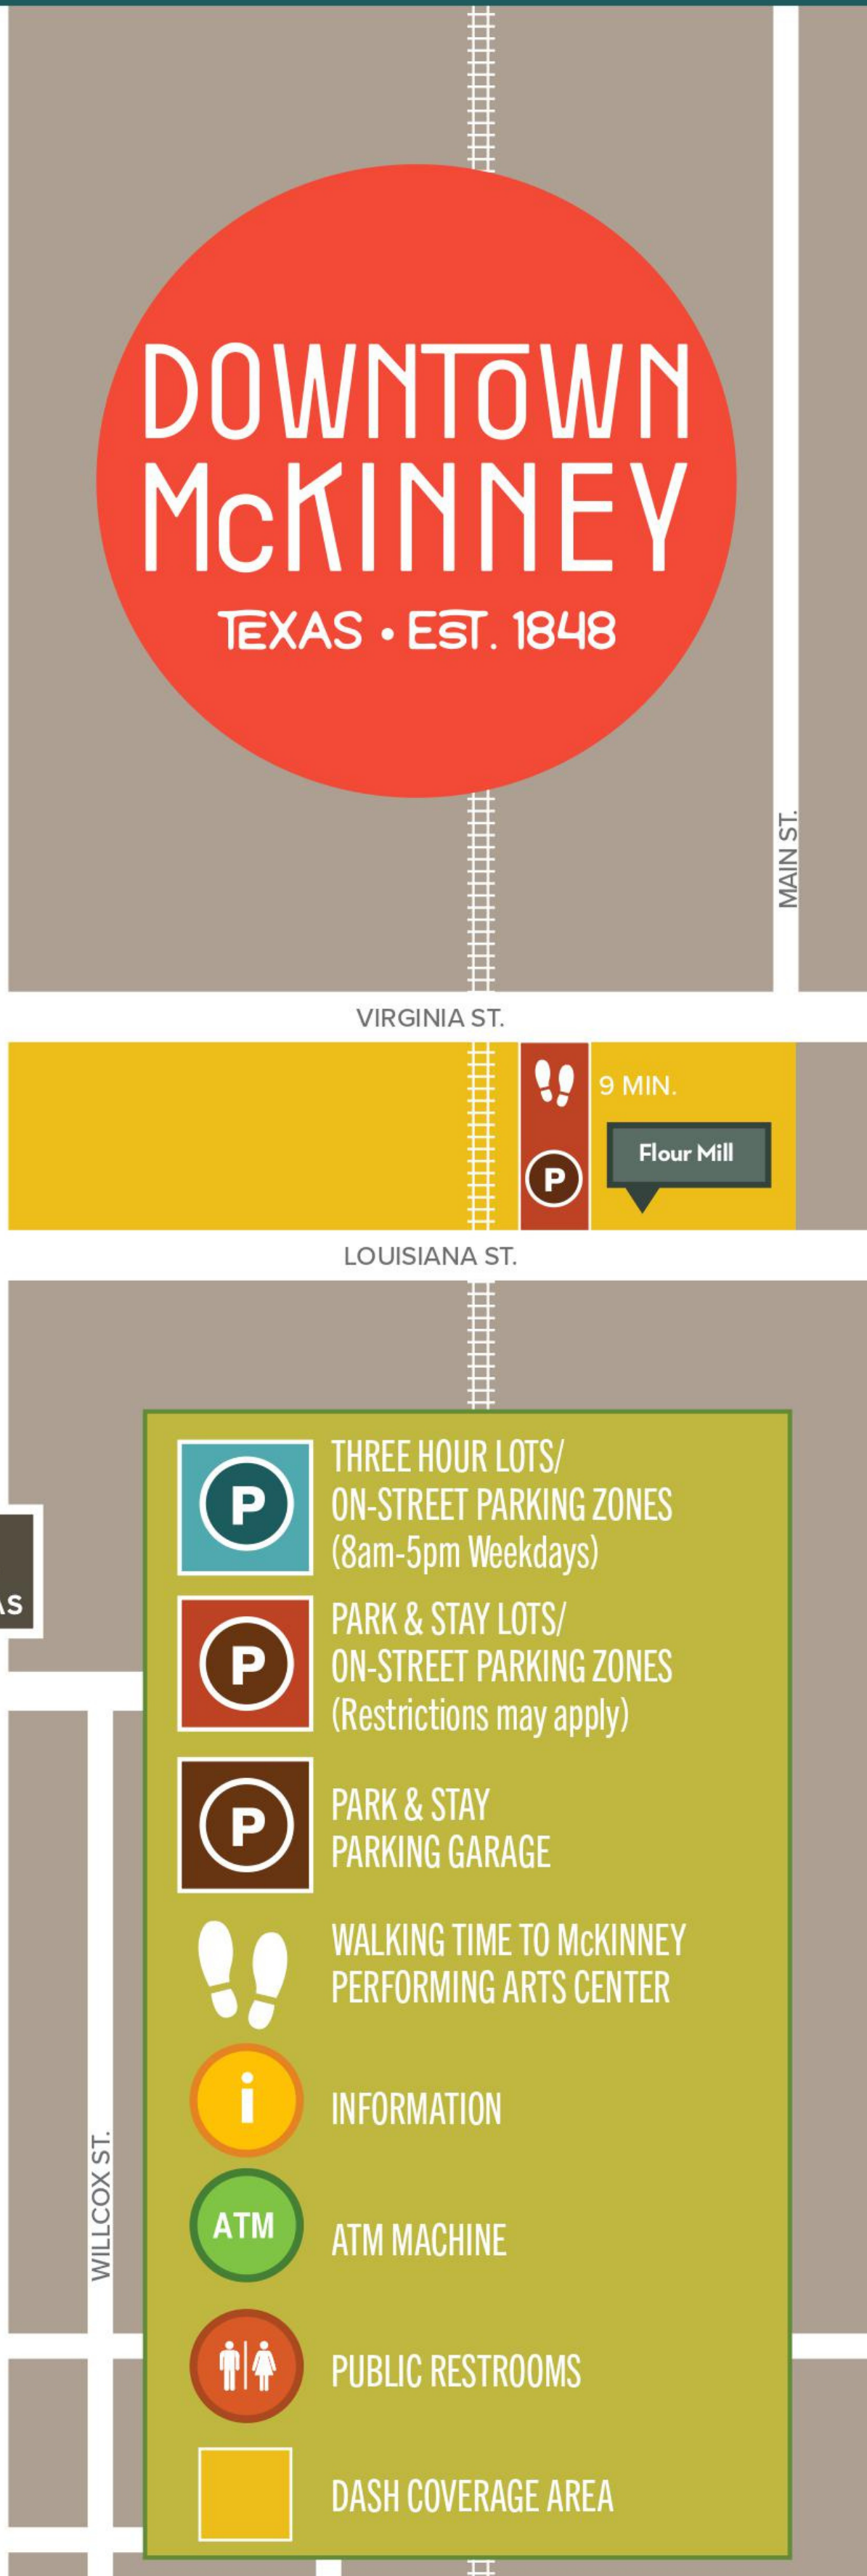 DOWNTOWN
McKINNEY
TEXAS • EST. 1848
MAIN ST.
VIRGINIA ST.
9 MIN.
Flour Mill
P
LOUISIANA ST.
P
THREE HOUR LOTS/
ON-STREET PARKING ZONES
(8am-5pm Weekdays)
P
PARK & STAY LOTS/
ON-STREET PARKING ZONES
(Restrictions may apply)
P
PARK & STAY
PARKING GARAGE
WALKING TIME TO McKINNEY
PERFORMING ARTS CENTER
i
INFORMATION
WILLCOX ST.
ATM
ATM MACHINE
PUBLIC RESTROOMS
DASH COVERAGE AREA